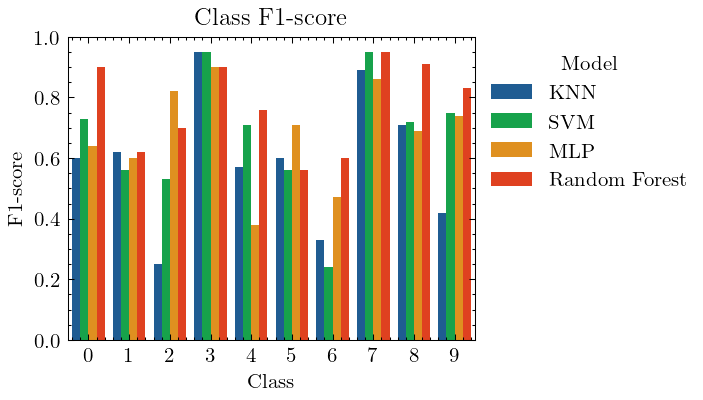 Class F1-score
1.0
0.8
0.6
0.4
0.2
0.0
F1-score
0 1 2 3 4 5 6 7 8 9
Class
Model
KNN
SVM
MLP
Random Forest